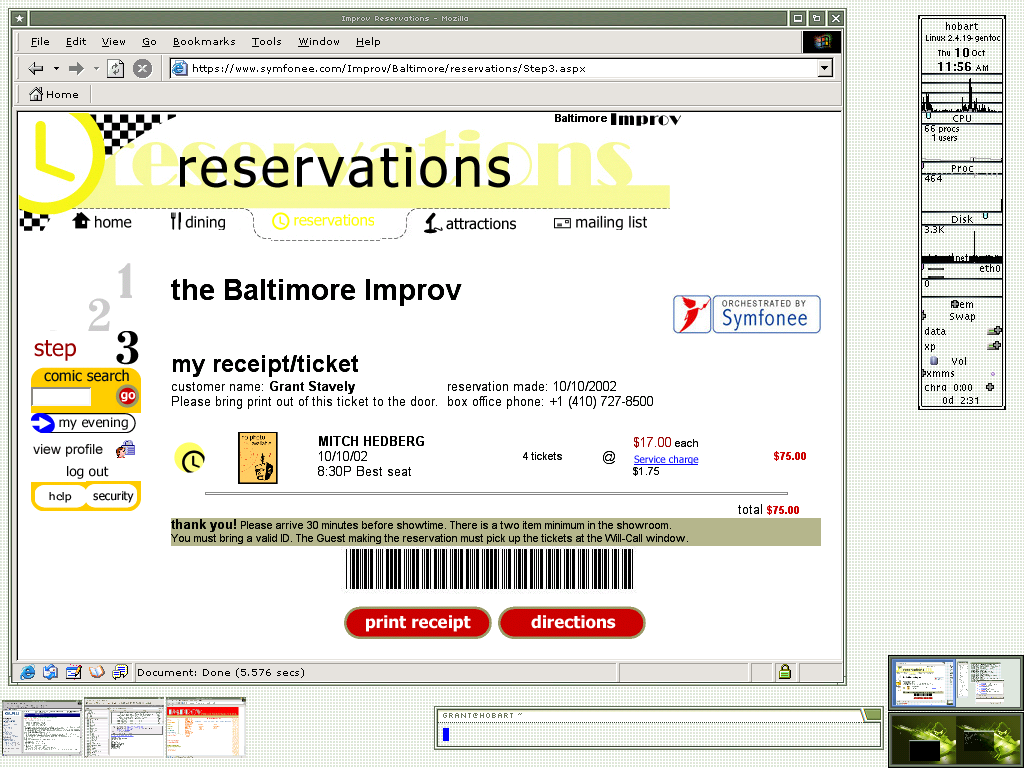 Improv Reservations - Mozilla
File Edit View Go Bookmarks Tools Window Help
https://www.symfonee.com/Improv/Baltimore/reservations/Step3.aspx
Home
Baltimore Improv
reservations
reservations
home dining reservations attractions mailing list
1
2
step 3
the Baltimore Improv
ORCHESTRATED BY
Symfonee
comic search
go
my evening
view profile
log out
help security
my receipt/ticket
customer name: Grant Stavely reservation made: 10/10/2002
Please bring print out of this ticket to the door. box office phone: +1 (410) 727-8500
no photo
available
MITCH HEDBERG
10/10/02
8:30P Best seat
4 tickets @
$17.00 each
Service charge
$1.75
$75.00
total $75.00
thank you! Please arrive 30 minutes before showtime. There is a two item minimum in the showroom.
You must bring a valid ID. The Guest making the reservation must pick up the tickets at the Will-Call window.
print receipt directions
Document: Done (5.576 secs)
hobart
Linux 2.4.19-gentoo
Thu 10 Oct
11:56 AM
CPU
66 procs
1 users
Proc
464
Disk
3.3K
eth0
0
Mem
Swap
data
xp
Vol
xmms
chrg 0:00
0d 2:31
GRANT@HOBART ~